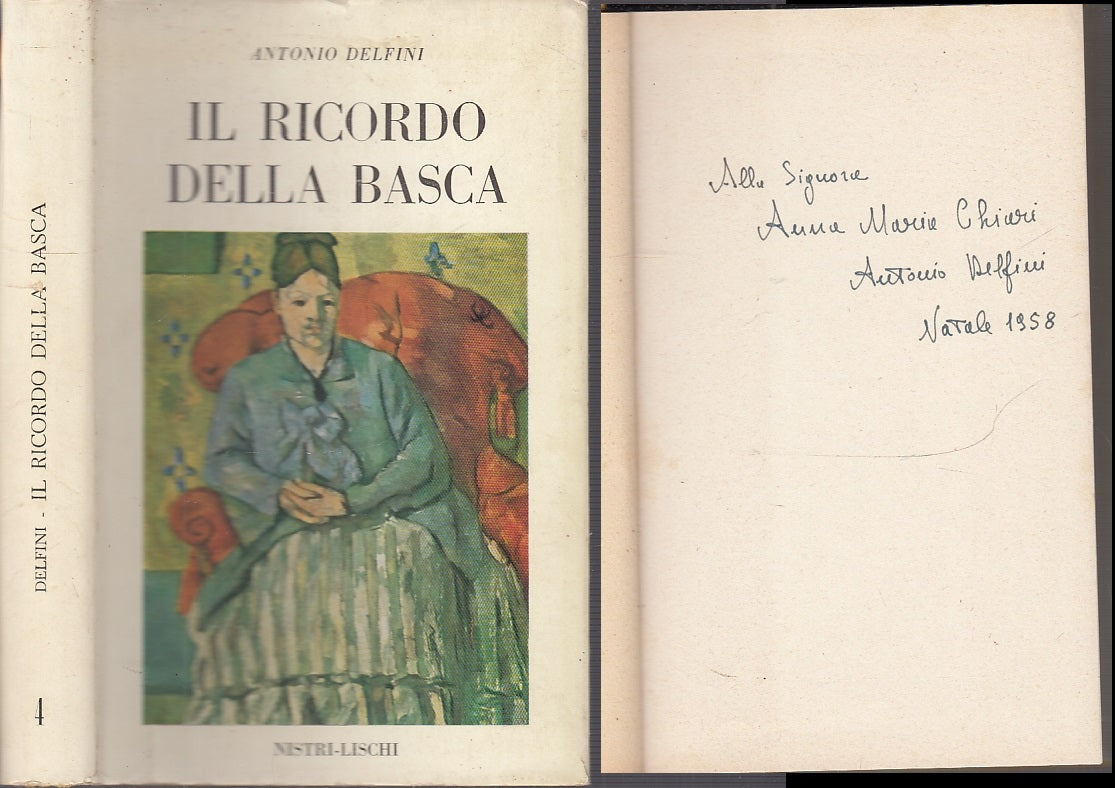 DELFINI - IL RICORDO DELLA BASCA
4
ANTONIO DELFINI
IL RICORDO
DELLA BASCA
NISTRI-LISCHI
Alla Signora
Anna Maria Chiari
Antonio Delfini
Natale 1958